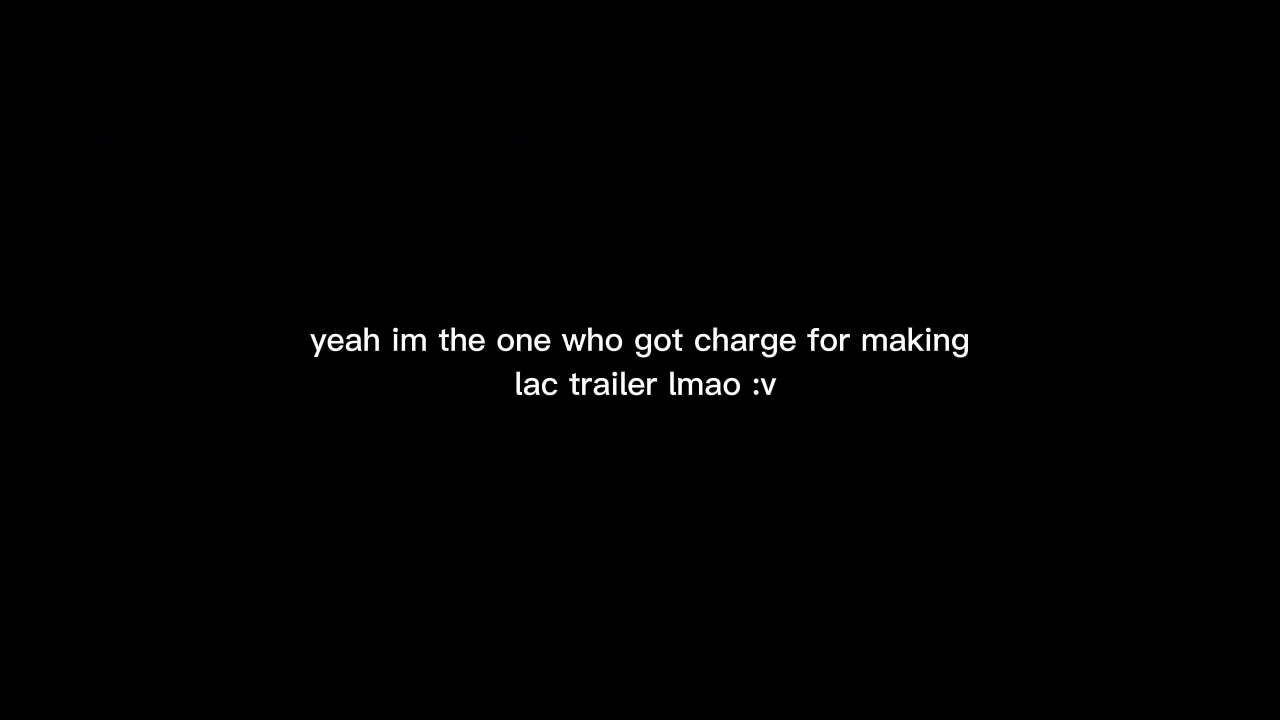 yeah im the one who got charge for making
lac trailer lmao :v